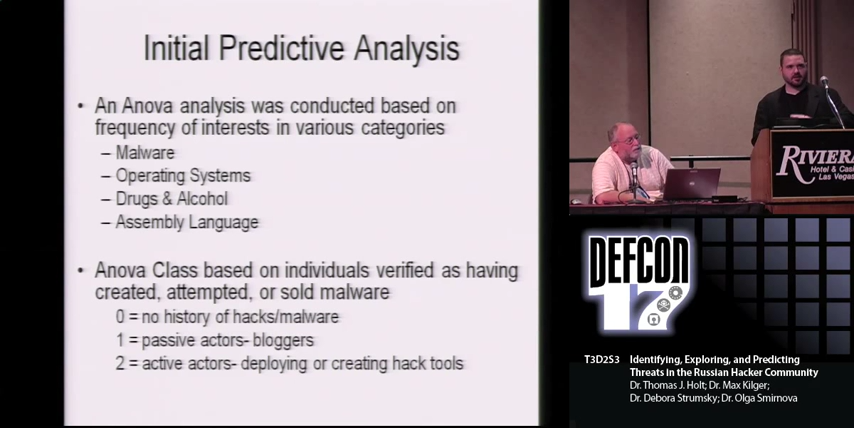 Initial Predictive Analysis
• An Anova analysis was conducted based on
frequency of interests in various categories
– Malware
– Operating Systems
– Drugs & Alcohol
– Assembly Language
• Anova Class based on individuals verified as having
created, attempted, or sold malware
0 = no history of hacks/malware
1 = passive actors- bloggers
2 = active actors- deploying or creating hack tools
RIVIERA
Hotel & Cas
Las Vegas
DEFCON
17
T3D2S3 Identifying, Exploring, and Predicting
Threats in the Russian Hacker Community
Dr. Thomas J. Holt; Dr. Max Kilger;
Dr. Debora Strumsky; Dr. Olga Smirnova